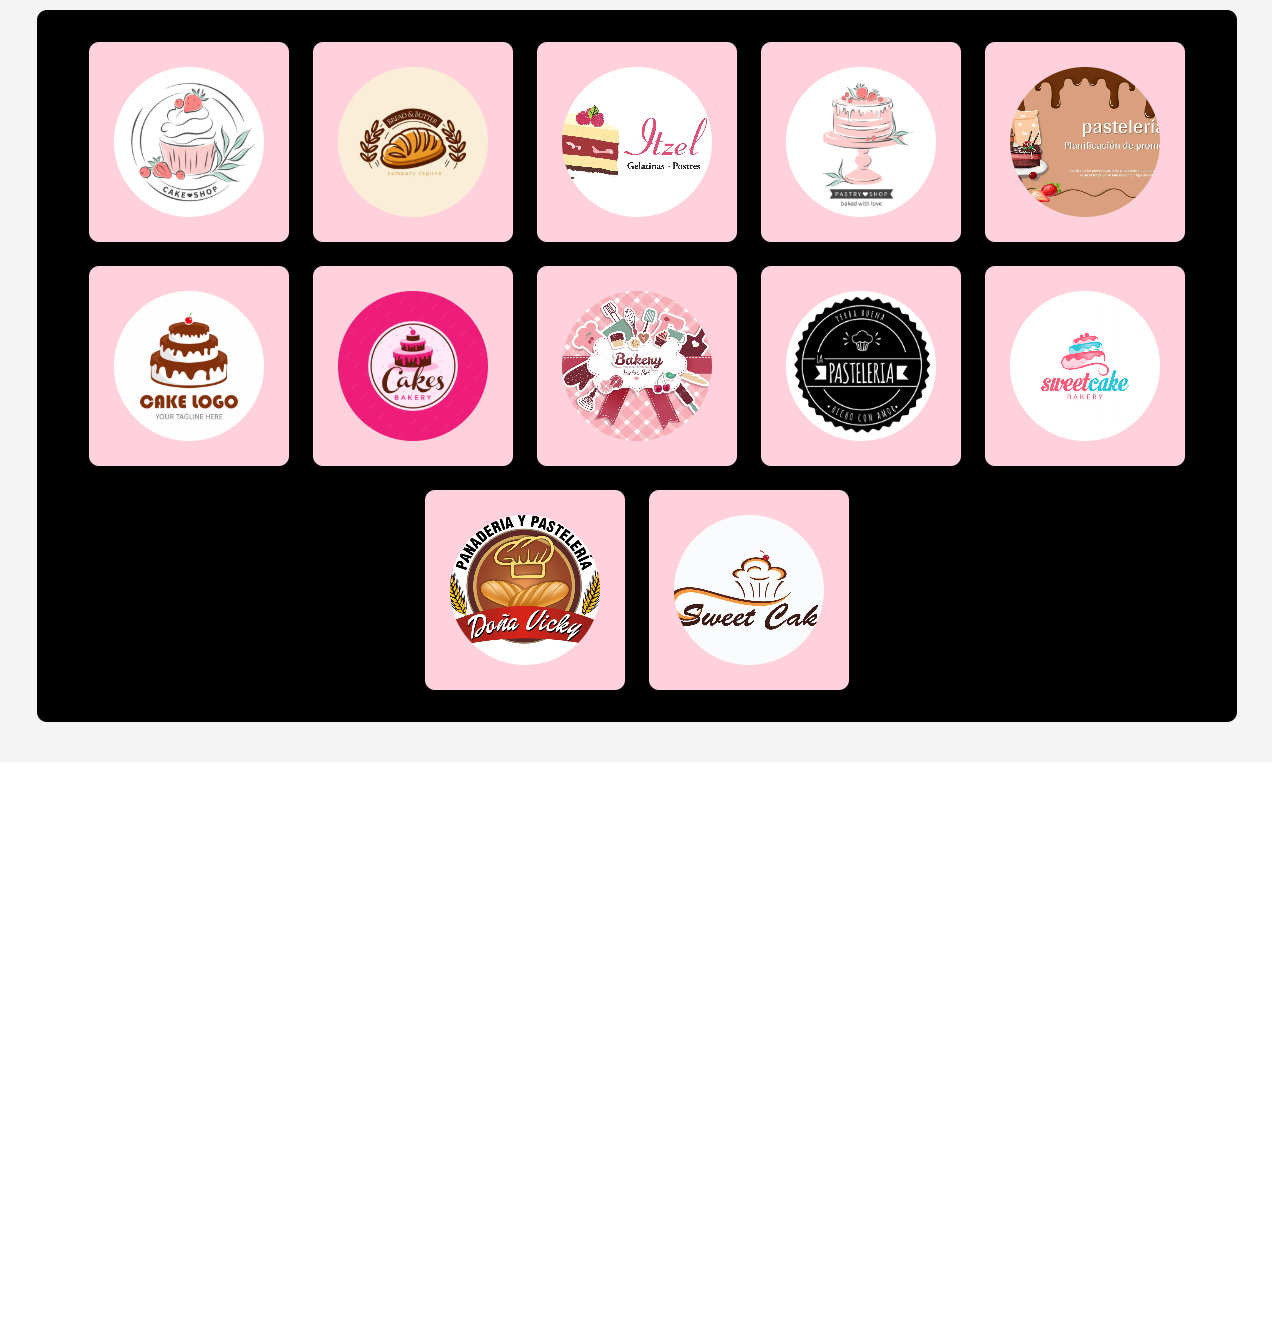 CAKE SHOP
BREAD & BUTTER
company tagline
Itzel
Gelatinas - Postres
PASTRY SHOP
baked with love
pastelería
Planificación de prom
CAKE LOGO
YOUR TAGLINE HERE
Cakes
BAKERY
Bakery
YERBA BUENA
LA
PASTELERIA
HECHO CON AMOR
sweetcake
BAKERY
PANADERIA Y PASTELERÍA
Doña Vicky
Sweet Cak